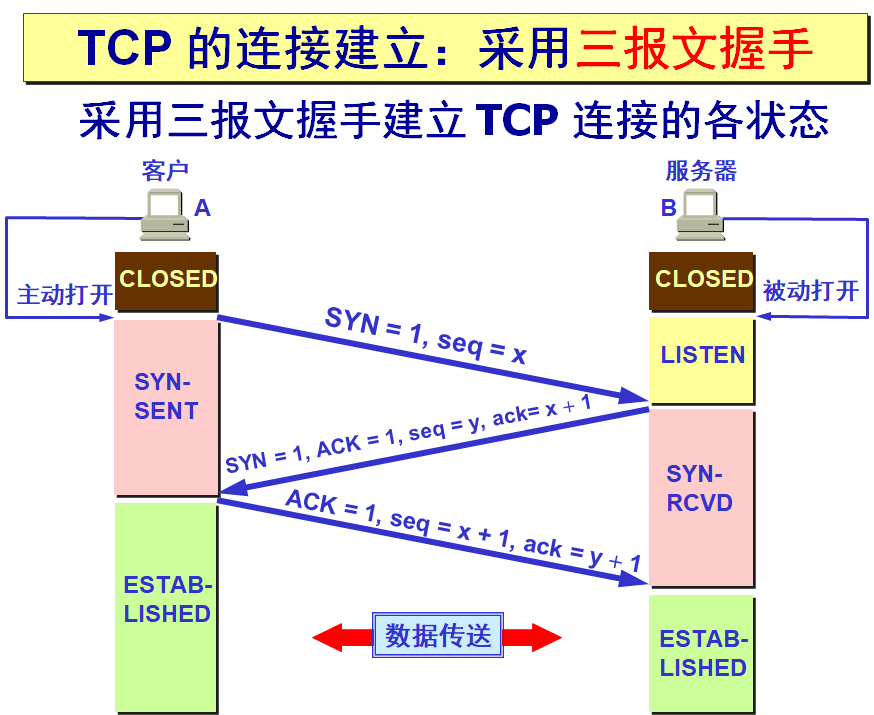 TCP 的连接建立：采用三报文握手
采用三报文握手建立 TCP 连接的各状态
客户
服务器
A
B
CLOSED
CLOSED
主动打开
被动打开
SYN = 1, seq = x
SYN-
SENT
LISTEN
SYN = 1, ACK = 1, seq = y, ack= x + 1
SYN-
RCVD
ACK = 1, seq = x + 1, ack = y + 1
ESTAB-
LISHED
数据传送
ESTAB-
LISHED